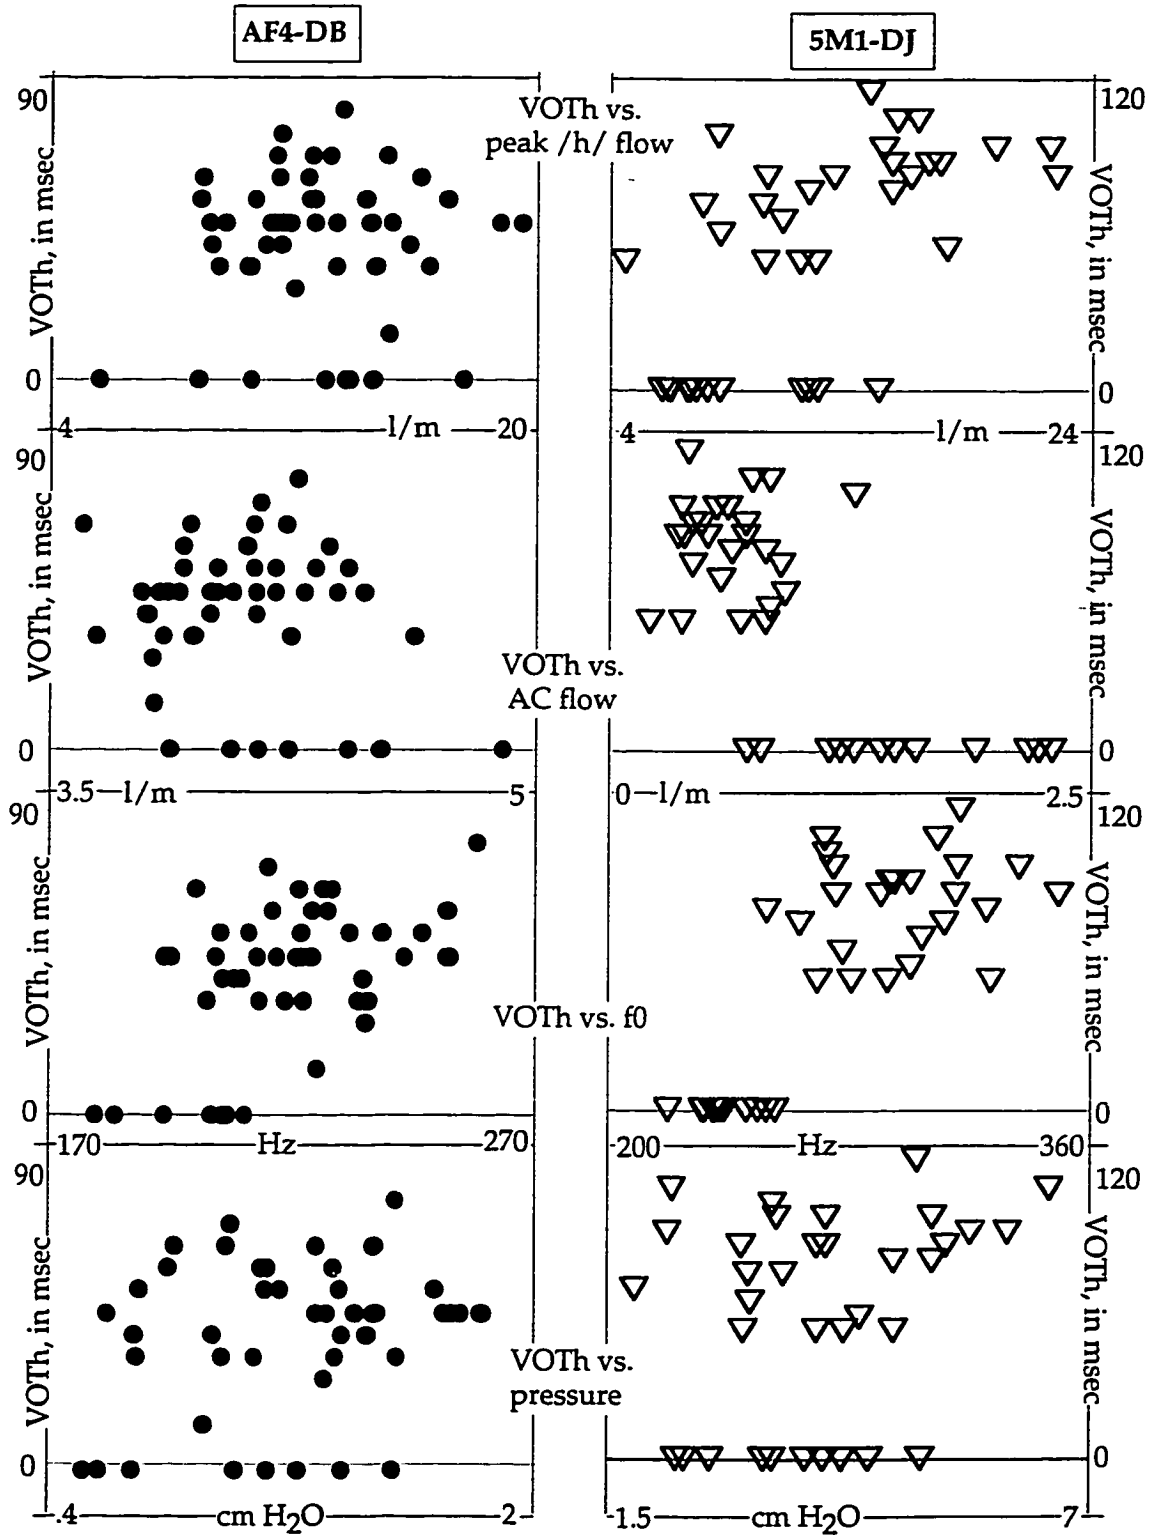 AF4-DB
5M1-DJ
90
VOTh, in msec
0
VOTh vs.
peak /h/ flow
120
VOTh, in msec
0
4
l/m
20
4
l/m
24
90
VOTh, in msec
0
VOTh vs.
AC flow
120
VOTh, in msec
0
3.5
l/m
5
0
l/m
2.5
90
VOTh, in msec
0
VOTh vs. f0
120
VOTh, in msec
0
170
Hz
270
200
Hz
360
90
VOTh, in msec
0
VOTh vs.
pressure
120
VOTh, in msec
0
.4
cm H₂O
2
1.5
cm H₂O
7